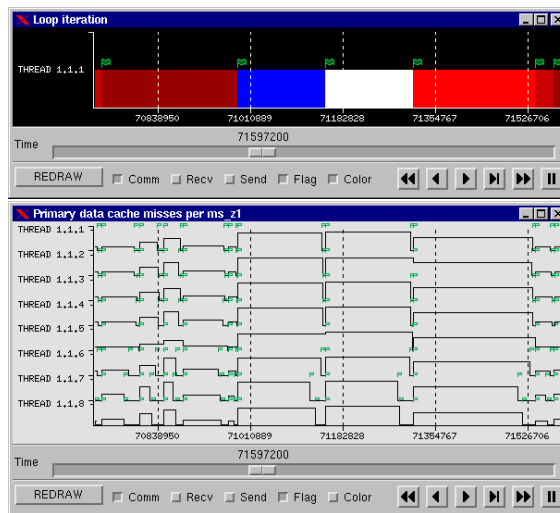 Loop iteration
THREAD 1.1.1
70838950 71010889 71182828 71354767 71526706
71597200
Time
REDRAW Comm Recv Send Flag Color
Primary data cache misses per ms_z1
THREAD 1.1.1
THREAD 1.1.2
THREAD 1.1.3
THREAD 1.1.4
THREAD 1.1.5
THREAD 1.1.6
THREAD 1.1.7
THREAD 1.1.8
70838950 71010889 71182828 71354767 71526706
71597200
Time
REDRAW Comm Recv Send Flag Color